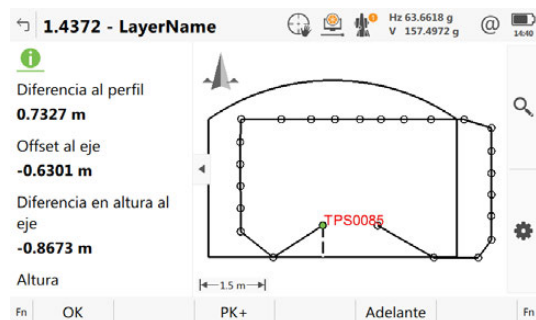 1.4372 - LayerName
Hz 63.6618 g
V 157.4972 g
14:40
Diferencia al perfil
0.7327 m
Offset al eje
-0.6301 m
Diferencia en altura al
eje
-0.8673 m
Altura
TPS0085
1.5 m
Fn OK PK+ Adelante Fn